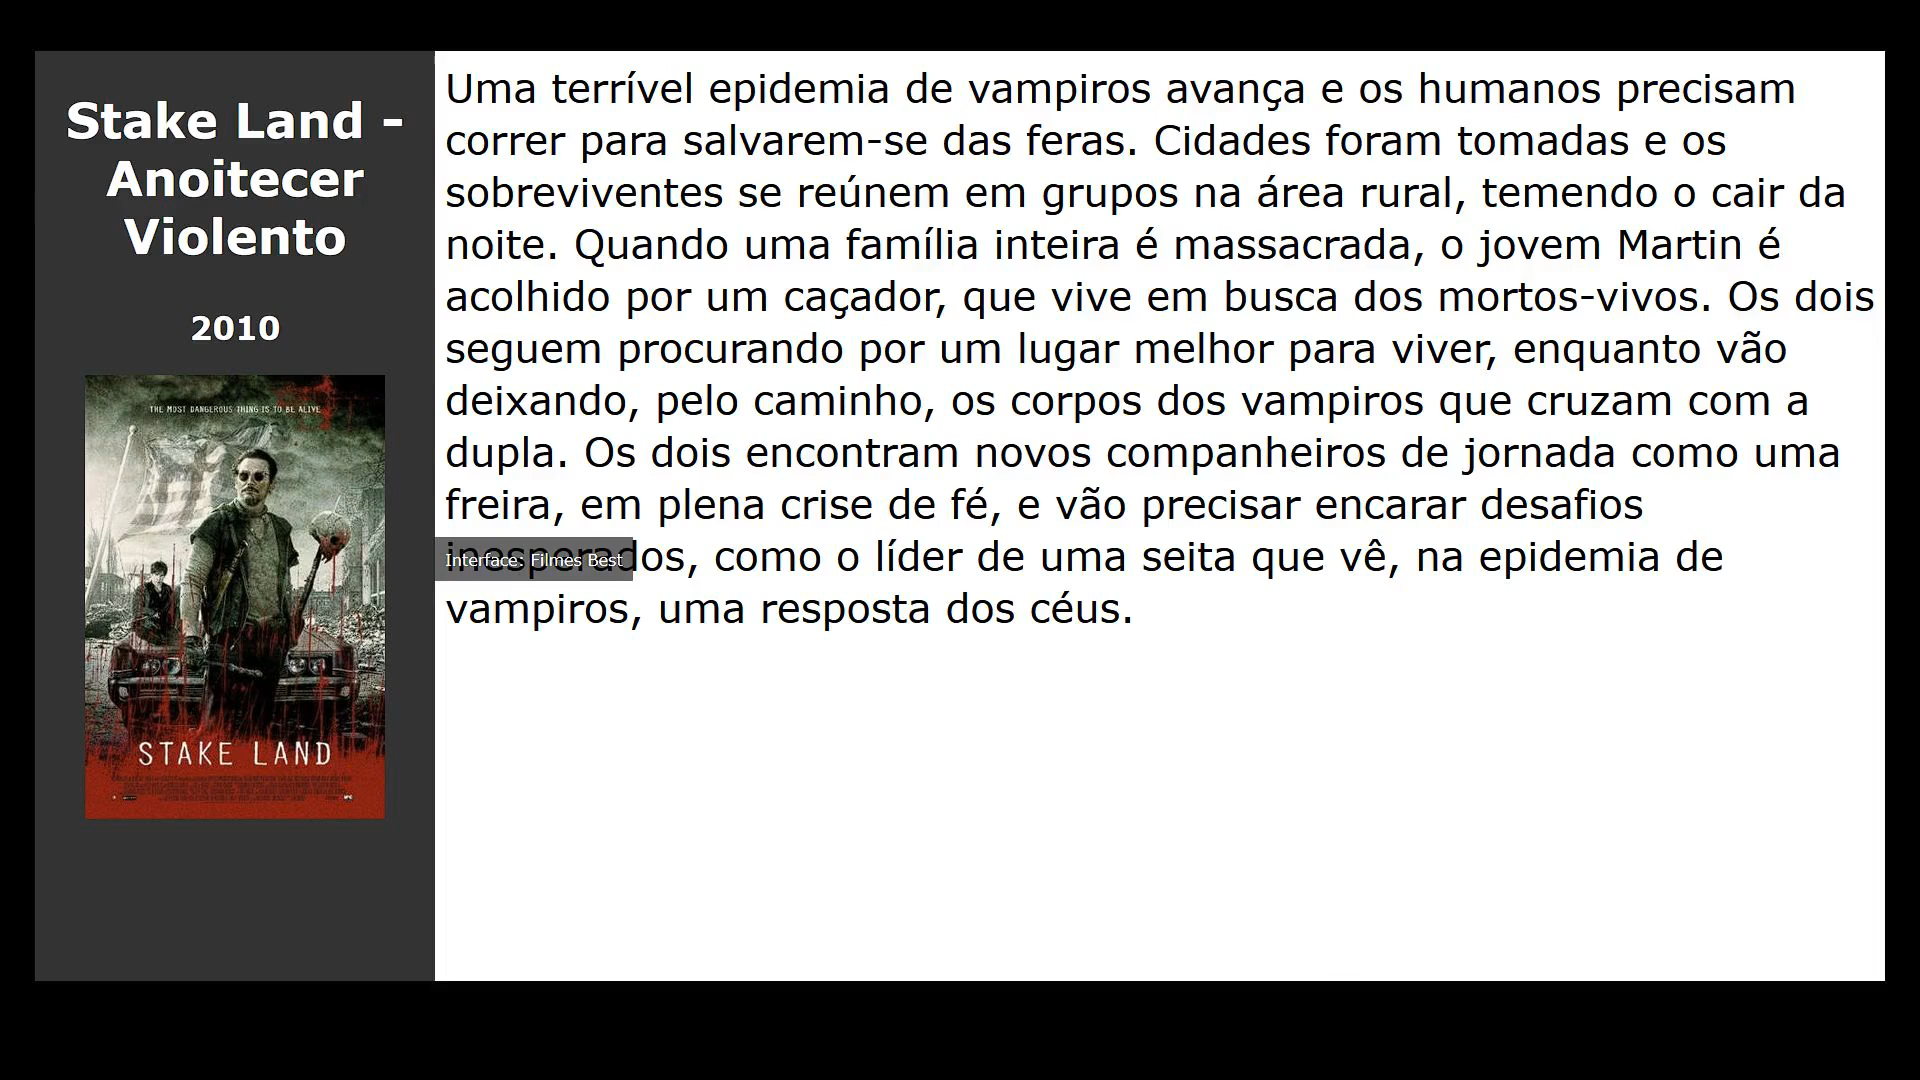 Stake Land -
Anoitecer
Violento
2010
THE MOST DANGEROUS THING IS TO BE ALIVE
STAKE LAND
Uma terrível epidemia de vampiros avança e os humanos precisam
correr para salvarem-se das feras. Cidades foram tomadas e os
sobreviventes se reúnem em grupos na área rural, temendo o cair da
noite. Quando uma família inteira é massacrada, o jovem Martin é
acolhido por um caçador, que vive em busca dos mortos-vivos. Os dois
seguem procurando por um lugar melhor para viver, enquanto vão
deixando, pelo caminho, os corpos dos vampiros que cruzam com a
dupla. Os dois encontram novos companheiros de jornada como uma
freira, em plena crise de fé, e vão precisar encarar desafios
inesperados, como o líder de uma seita que vê, na epidemia de
Interface: Filmes Best
vampiros, uma resposta dos céus.